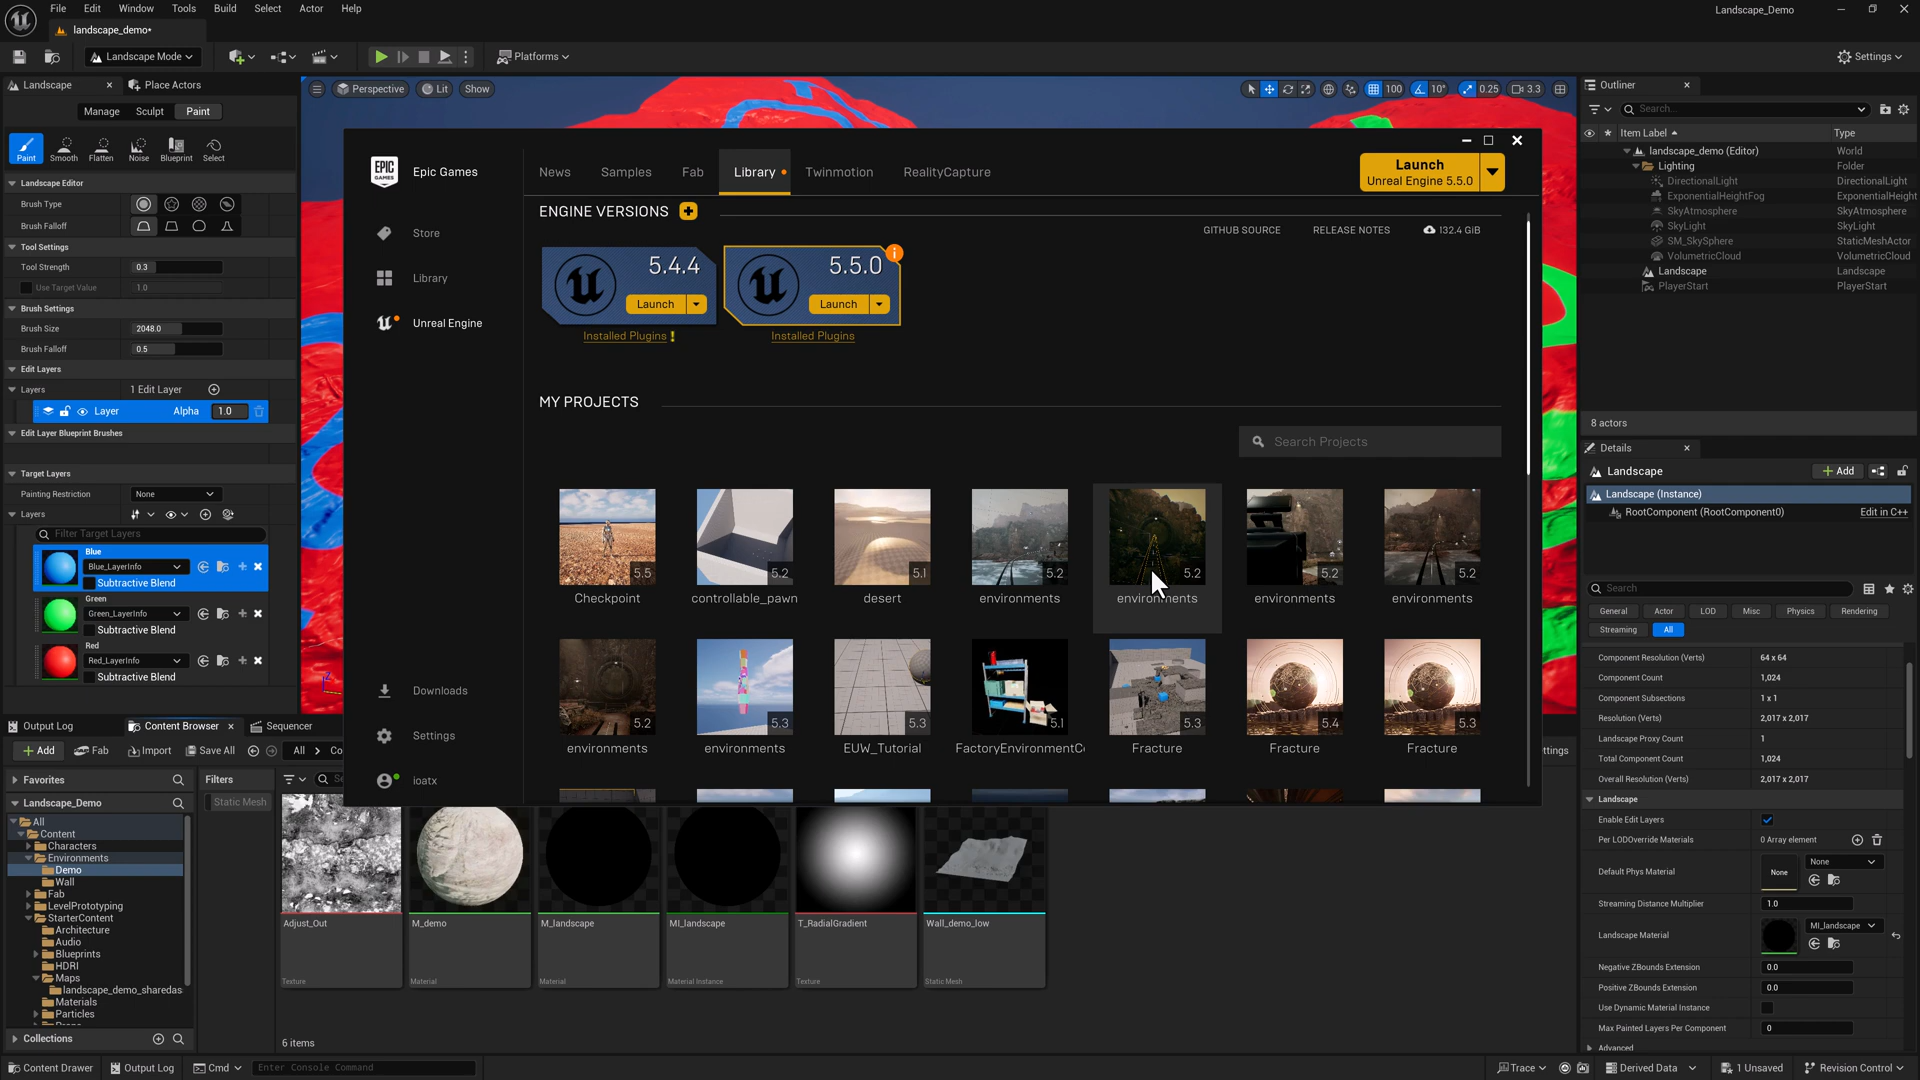 File Edit Window Tools Build Select Actor Help
Landscape_Demo
landscape_demo*
Landscape Mode
Platforms
Settings
Landscape
Place Actors
Manage Sculpt Paint
Paint Smooth Flatten Noise Blueprint Select
Landscape Editor
Brush Type
Brush Falloff
Tool Settings
Tool Strength 0.3
Use Target Value 1.0
Brush Settings
Brush Size 2048.0
Brush Falloff 0.5
Edit Layers
Layers 1 Edit Layer
Layer Alpha 1.0
Edit Layer Blueprint Brushes
Target Layers
Painting Restriction None
Layers
Filter Target Layers
Blue
Blue_LayerInfo
Subtractive Blend
Green
Green_LayerInfo
Subtractive Blend
Red
Red_LayerInfo
Subtractive Blend
Perspective Lit Show
100 10° 0.25 3.3
EPIC GAMES
Epic Games
Store
Library
Unreal Engine
Downloads
Settings
ioatx
News Samples Fab Library Twinmotion RealityCapture
Launch
Unreal Engine 5.5.0
ENGINE VERSIONS
GITHUB SOURCE RELEASE NOTES 132.4 GiB
5.4.4
Launch
Installed Plugins !
5.5.0
Launch
Installed Plugins
MY PROJECTS
Search Projects
5.5 5.2 5.1 5.2 5.2 5.2 5.2
Checkpoint controllable_pawn desert environments environments environments environments
5.2 5.3 5.3 5.1 5.3 5.4 5.3
environments environments EUW_Tutorial FactoryEnvironmentCo Fracture Fracture Fracture
Outliner
Search...
Item Label Type
landscape_demo (Editor) World
Lighting Folder
DirectionalLight DirectionalLight
ExponentialHeightFog ExponentialHeight
SkyAtmosphere SkyAtmosphere
SkyLight SkyLight
SM_SkySphere StaticMeshActor
VolumetricCloud VolumetricCloud
Landscape Landscape
PlayerStart PlayerStart
8 actors
Details
Landscape
Add
Landscape (Instance)
RootComponent (RootComponent0) Edit in C++
Search
General Actor LOD Misc Physics Rendering
Streaming All
Component Resolution (Verts) 64 x 64
Component Count 1,024
Component Subsections 1 x 1
Resolution (Verts) 2,017 x 2,017
Landscape Proxy Count 1
Total Component Count 1,024
Overall Resolution (Verts) 2,017 x 2,017
Landscape
Enable Edit Layers
Per LODOverride Materials 0 Array element
Default Phys Material None None
Streaming Distance Multiplier 1.0
Landscape Material MI_landscape
Negative ZBounds Extension 0.0
Positive ZBounds Extension 0.0
Use Dynamic Material Instance
Max Painted Layers Per Component 0
Advanced
Output Log Content Browser Sequencer
Add Fab Import Save All All Co
ttings
Favorites
Landscape_Demo
All
Content
Characters
Environments
Demo
Wall
Fab
LevelPrototyping
StarterContent
Architecture
Audio
Blueprints
HDRI
Maps
landscape_demo_sharedas
Materials
Particles
Collections
Filters
Static Mesh
Adjust_Out M_demo M_landscape MI_landscape T_RadialGradient Wall_demo_low
Texture Material Material Material Instance Texture Static Mesh
6 items
Content Drawer Output Log Cmd Enter Console Command
Trace Derived Data 1 Unsaved Revision Control